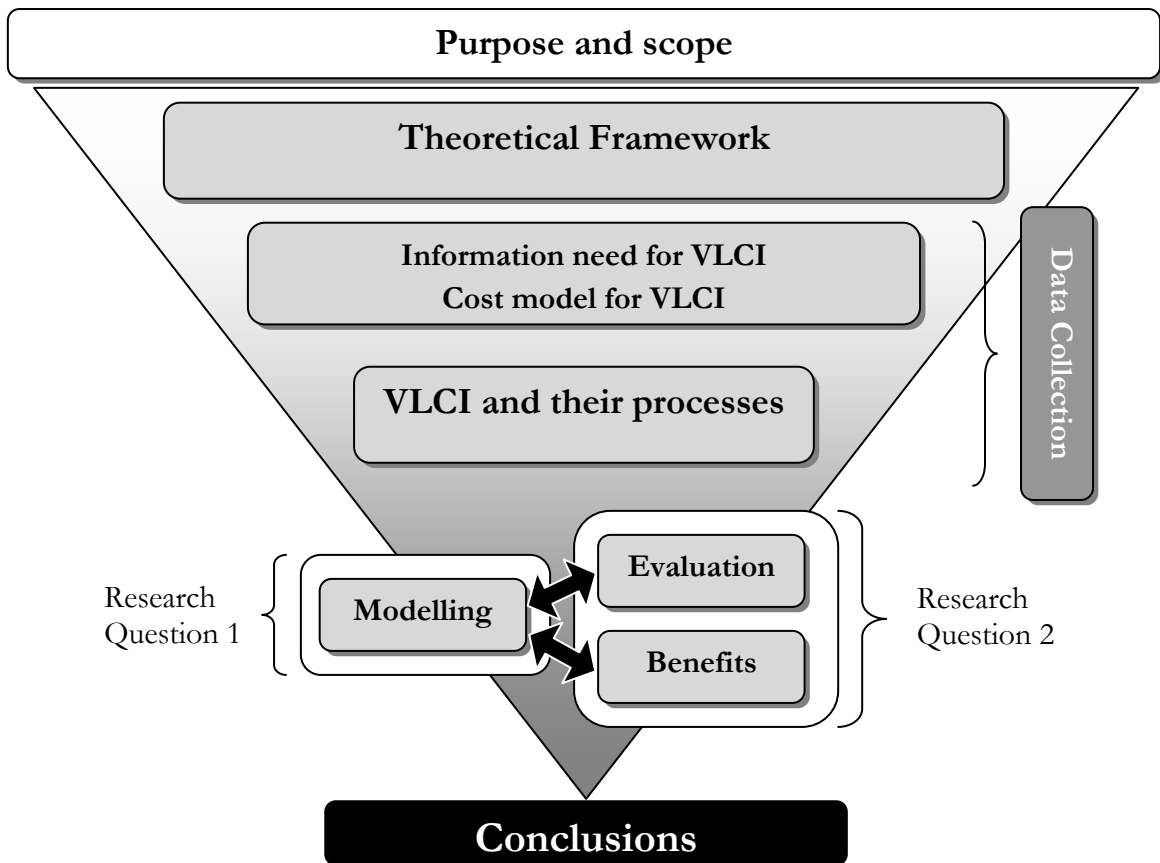 Purpose and scope
Theoretical Framework
Information need for VLCI
Cost model for VLCI
Data Collection
VLCI and their processes
Research
Question 1
Modelling
Evaluation
Benefits
Research
Question 2
Conclusions